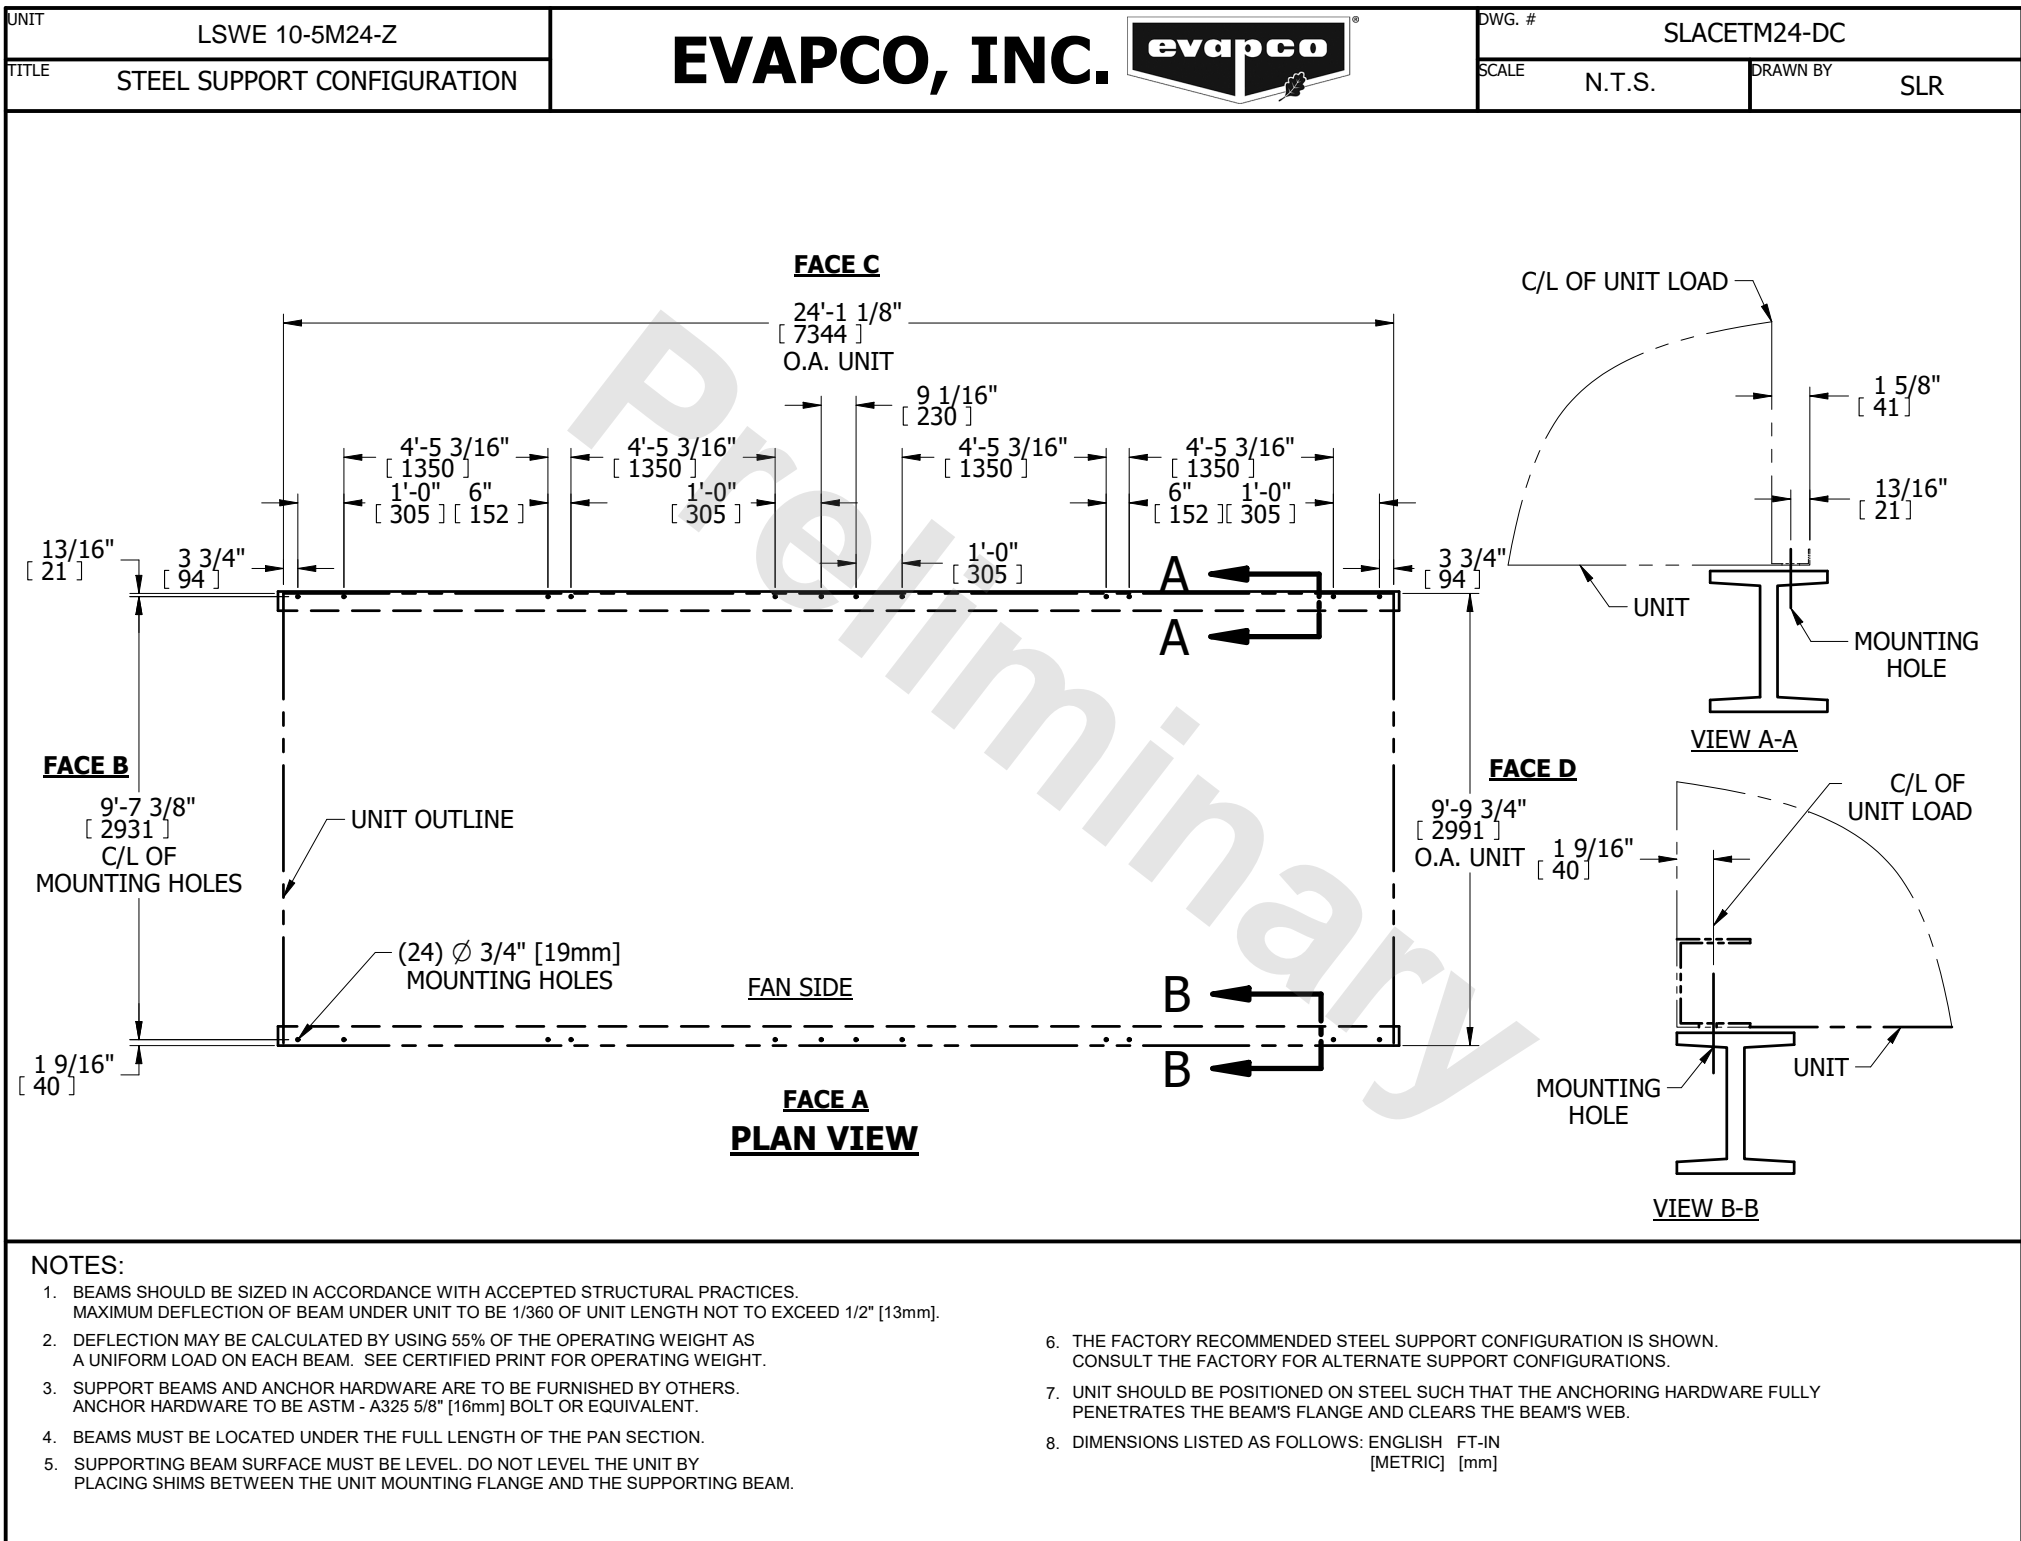 UNIT
LSWE 10-5M24-Z
TITLE
STEEL SUPPORT CONFIGURATION
EVAPCO, INC.
evapco
®
DWG. #
SLACETM24-DC
SCALE
N.T.S.
DRAWN BY
SLR
FACE C
24'-1 1/8"
[ 7344 ]
O.A. UNIT
9 1/16"
[ 230 ]
4'-5 3/16"
[ 1350 ]
4'-5 3/16"
[ 1350 ]
4'-5 3/16"
[ 1350 ]
4'-5 3/16"
[ 1350 ]
1'-0"
[ 305 ]
6"
[ 152 ]
1'-0"
[ 305 ]
6"
[ 152 ]
1'-0"
[ 305 ]
13/16"
[ 21 ]
3 3/4"
[ 94 ]
1'-0"
[ 305 ]
3 3/4"
[ 94 ]
A
A
FACE B
9'-7 3/8"
[ 2931 ]
C/L OF
MOUNTING HOLES
UNIT OUTLINE
(24) Ø 3/4" [19mm]
MOUNTING HOLES
FAN SIDE
B
B
1 9/16"
[ 40 ]
FACE A
PLAN VIEW
FACE D
9'-9 3/4"
[ 2991 ]
O.A. UNIT
Preliminary
C/L OF UNIT LOAD
1 5/8"
[ 41 ]
13/16"
[ 21 ]
UNIT
MOUNTING
HOLE
VIEW A-A
C/L OF
UNIT LOAD
1 9/16"
[ 40 ]
UNIT
MOUNTING
HOLE
VIEW B-B
NOTES:
1. BEAMS SHOULD BE SIZED IN ACCORDANCE WITH ACCEPTED STRUCTURAL PRACTICES.
MAXIMUM DEFLECTION OF BEAM UNDER UNIT TO BE 1/360 OF UNIT LENGTH NOT TO EXCEED 1/2" [13mm].
2. DEFLECTION MAY BE CALCULATED BY USING 55% OF THE OPERATING WEIGHT AS
A UNIFORM LOAD ON EACH BEAM. SEE CERTIFIED PRINT FOR OPERATING WEIGHT.
3. SUPPORT BEAMS AND ANCHOR HARDWARE ARE TO BE FURNISHED BY OTHERS.
ANCHOR HARDWARE TO BE ASTM - A325 5/8" [16mm] BOLT OR EQUIVALENT.
4. BEAMS MUST BE LOCATED UNDER THE FULL LENGTH OF THE PAN SECTION.
5. SUPPORTING BEAM SURFACE MUST BE LEVEL. DO NOT LEVEL THE UNIT BY
PLACING SHIMS BETWEEN THE UNIT MOUNTING FLANGE AND THE SUPPORTING BEAM.
6. THE FACTORY RECOMMENDED STEEL SUPPORT CONFIGURATION IS SHOWN.
CONSULT THE FACTORY FOR ALTERNATE SUPPORT CONFIGURATIONS.
7. UNIT SHOULD BE POSITIONED ON STEEL SUCH THAT THE ANCHORING HARDWARE FULLY
PENETRATES THE BEAM'S FLANGE AND CLEARS THE BEAM'S WEB.
8. DIMENSIONS LISTED AS FOLLOWS: ENGLISH FT-IN
[METRIC] [mm]